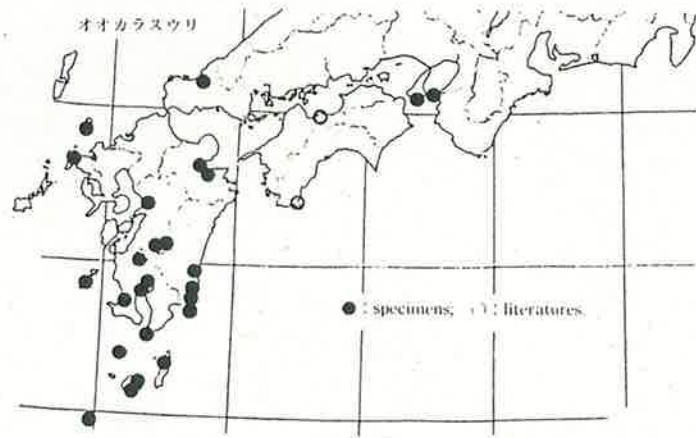 オオカラスウリ
● : specimens; ○ : literatures.